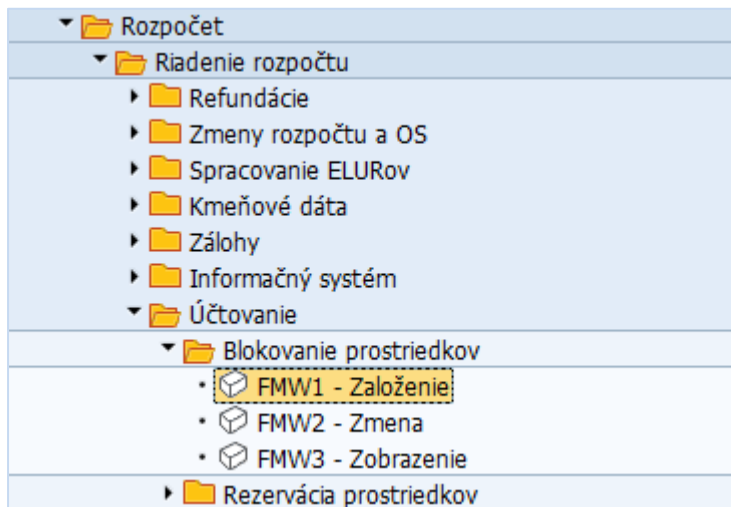 Rozpočet
Riadenie rozpočtu
Refundácie
Zmeny rozpočtu a OS
Spracovanie ELURov
Kmeňové dáta
Zálohy
Informačný systém
Účtovanie
Blokovanie prostriedkov
FMW1 - Založenie
FMW2 - Zmena
FMW3 - Zobrazenie
Rezervácia prostriedkov